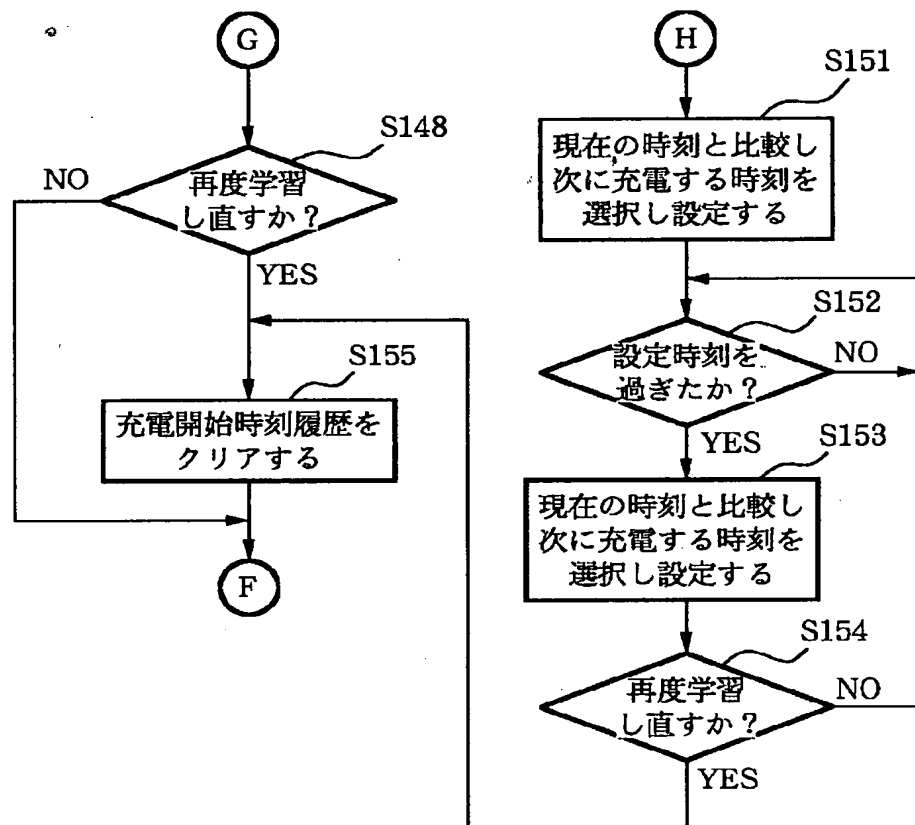 G
S148
再度学習
し直すか？
NO
YES
S155
充電開始時刻履歴を
クリアする
F
H
S151
現在の時刻と比較し
次に充電する時刻を
選択し設定する
S152
設定時刻を
過ぎたか？
NO
YES
S153
現在の時刻と比較し
次に充電する時刻を
選択し設定する
S154
再度学習
し直すか？
NO
YES